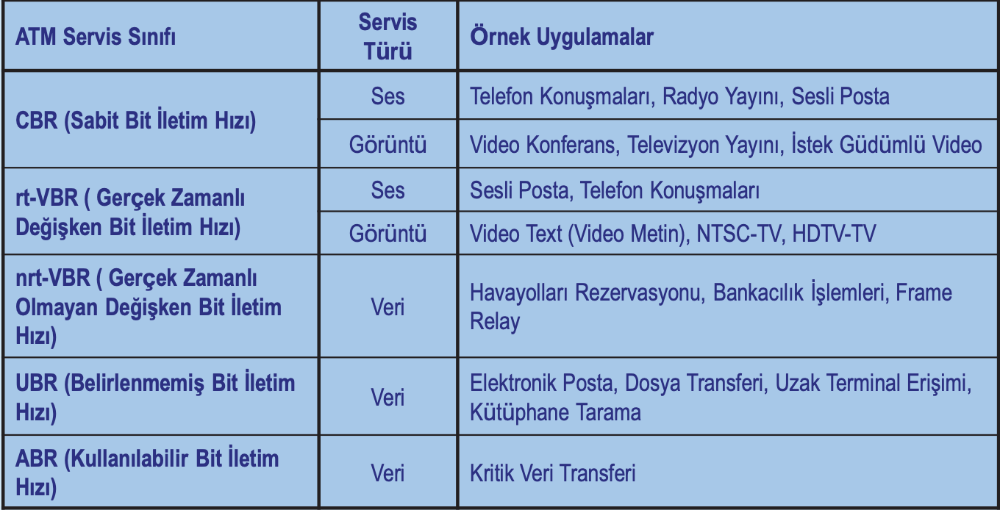 ATM Servis Sınıfı
Servis
Türü
Örnek Uygulamalar
CBR (Sabit Bit İletim Hızı)
Ses
Telefon Konuşmaları, Radyo Yayını, Sesli Posta
Görüntü
Video Konferans, Televizyon Yayını, İstek Güdümlü Video
rt-VBR ( Gerçek Zamanlı
Değişken Bit İletim Hızı)
Ses
Sesli Posta, Telefon Konuşmaları
Görüntü
Video Text (Video Metin), NTSC-TV, HDTV-TV
nrt-VBR ( Gerçek Zamanlı
Olmayan Değişken Bit İletim
Hızı)
Veri
Havayolları Rezervasyonu, Bankacılık İşlemleri, Frame
Relay
UBR (Belirlenmemiş Bit İletim
Hızı)
Veri
Elektronik Posta, Dosya Transferi, Uzak Terminal Erişimi,
Kütüphane Tarama
ABR (Kullanılabilir Bit İletim
Hızı)
Veri
Kritik Veri Transferi